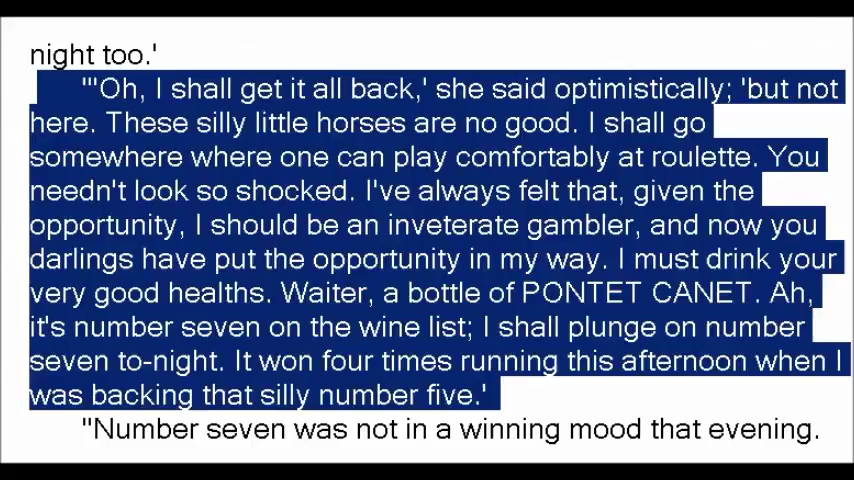 night too.'
"'Oh, I shall get it all back,' she said optimistically; 'but not
here. These silly little horses are no good. I shall go
somewhere where one can play comfortably at roulette. You
needn't look so shocked. I've always felt that, given the
opportunity, I should be an inveterate gambler, and now you
darlings have put the opportunity in my way. I must drink your
very good healths. Waiter, a bottle of PONTET CANET. Ah,
it's number seven on the wine list; I shall plunge on number
seven to-night. It won four times running this afternoon when I
was backing that silly number five.'
"Number seven was not in a winning mood that evening.